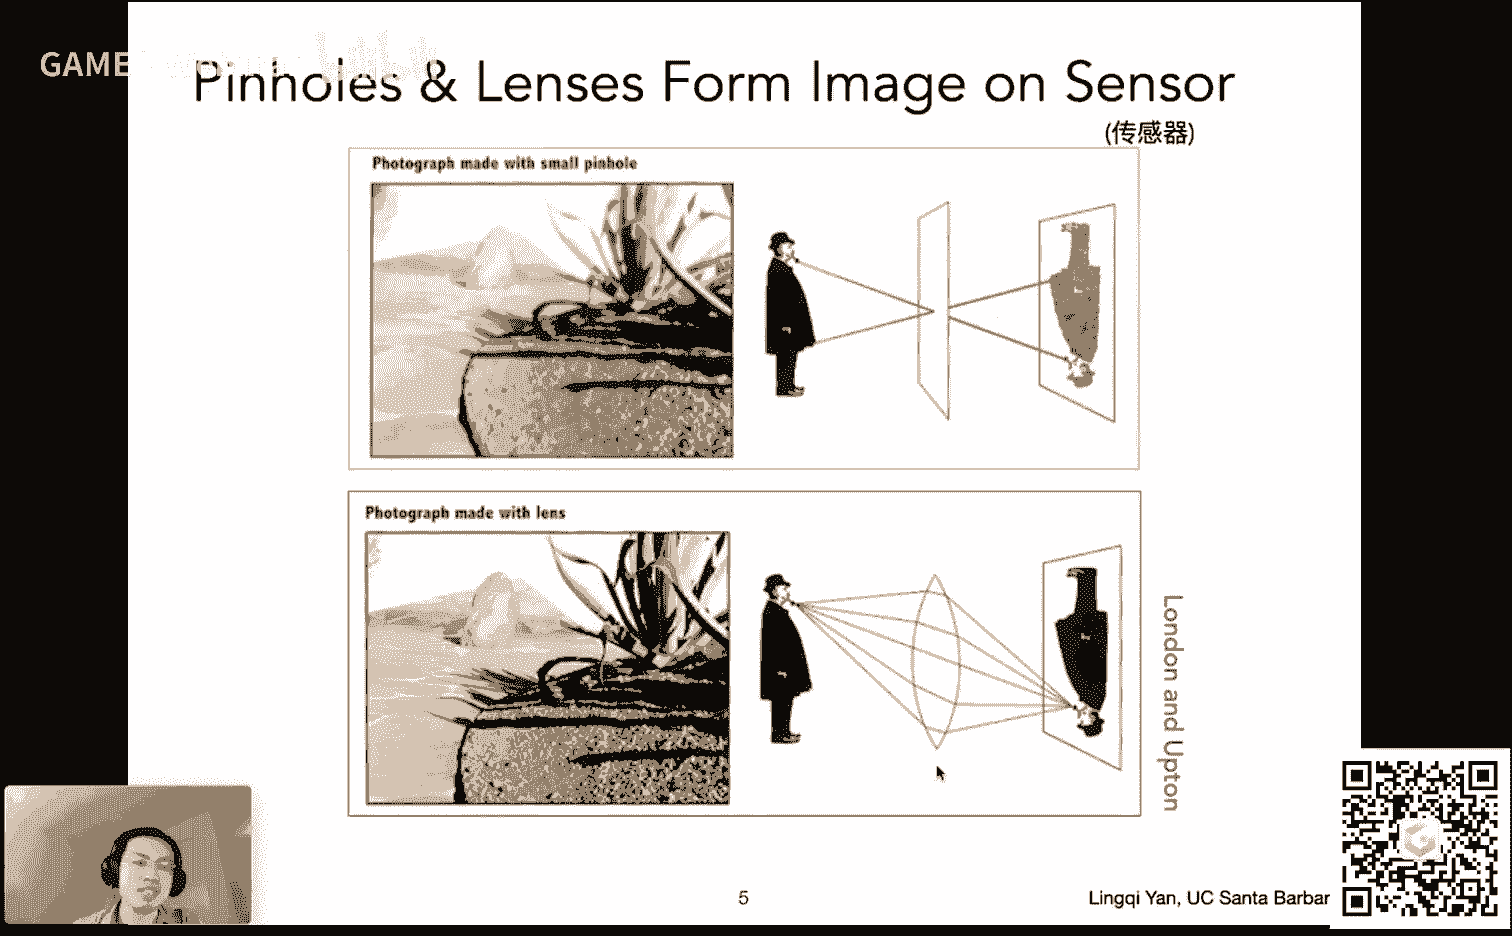 GAME
Pinholes & Lenses Form Image on Sensor
(传感器)
Photograph made with small pinhole
Photograph made with lens
London and Upton
5
Lingqi Yan, UC Santa Barbar